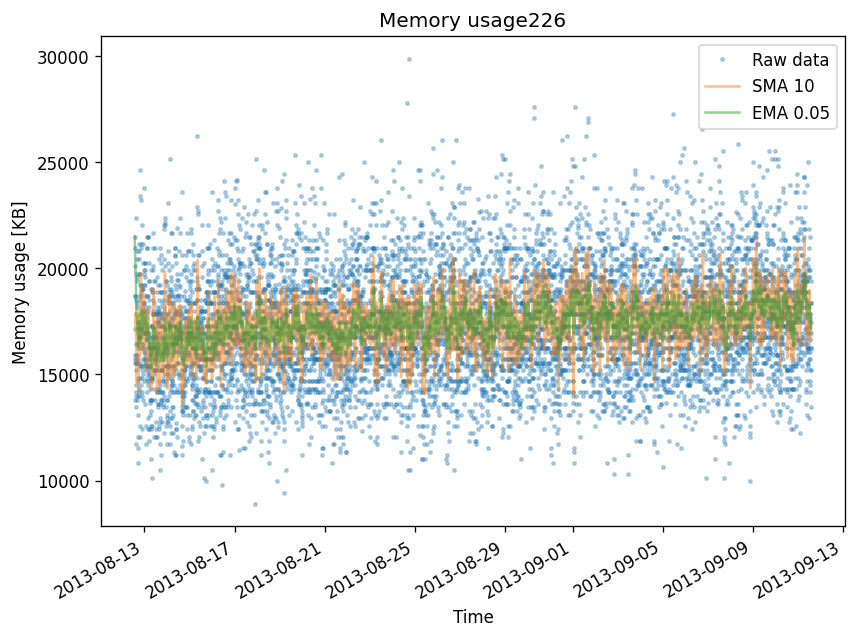 Memory usage226
Raw data
SMA 10
EMA 0.05
Memory usage [KB]
30000
25000
20000
15000
10000
2013-08-13
2013-08-17
2013-08-21
2013-08-25
2013-08-29
2013-09-01
2013-09-05
2013-09-09
2013-09-13
Time